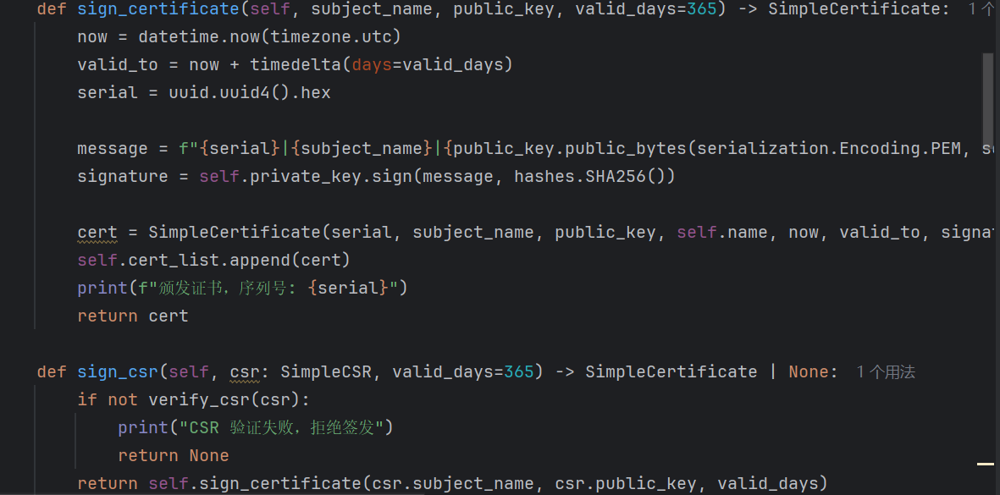 def sign_certificate(self, subject_name, public_key, valid_days=365) -> SimpleCertificate: 1 个
now = datetime.now(timezone.utc)
valid_to = now + timedelta(days=valid_days)
serial = uuid.uuid4().hex
message = f"{serial}|{subject_name}|{public_key.public_bytes(serialization.Encoding.PEM,
signature = self.private_key.sign(message, hashes.SHA256())
cert = SimpleCertificate(serial, subject_name, public_key, self.name, now, valid_to, signa
self.cert_list.append(cert)
print(f"颁发证书，序列号: {serial}")
return cert
def sign_csr(self, csr: SimpleCSR, valid_days=365) -> SimpleCertificate | None: 1 个用法
if not verify_csr(csr):
print("CSR 验证失败，拒绝签发")
return None
return self.sign_certificate(csr.subject_name, csr.public_key, valid_days)